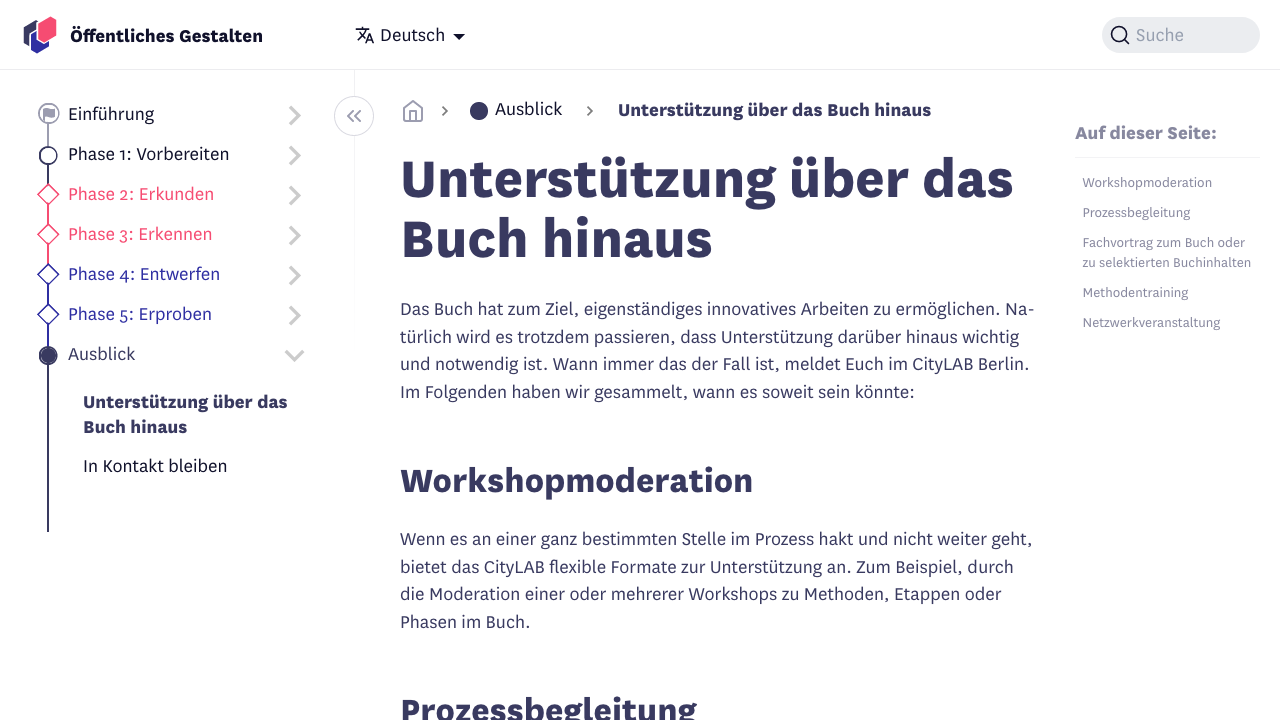 Öffentliches Gestalten
Deutsch
Suche
Einführung
Phase 1: Vorbereiten
Phase 2: Erkunden
Phase 3: Erkennen
Phase 4: Entwerfen
Phase 5: Erproben
Ausblick
Unterstützung über das
Buch hinaus
In Kontakt bleiben
Ausblick
Unterstützung über das Buch hinaus
Unterstützung über das
Buch hinaus
Das Buch hat zum Ziel, eigenständiges innovatives Arbeiten zu ermöglichen. Na-
türlich wird es trotzdem passieren, dass Unterstützung darüber hinaus wichtig
und notwendig ist. Wann immer das der Fall ist, meldet Euch im CityLAB Berlin.
Im Folgenden haben wir gesammelt, wann es soweit sein könnte:
Workshopmoderation
Wenn es an einer ganz bestimmten Stelle im Prozess hakt und nicht weiter geht,
bietet das CityLAB flexible Formate zur Unterstützung an. Zum Beispiel, durch
die Moderation einer oder mehrerer Workshops zu Methoden, Etappen oder
Phasen im Buch.
Prozessbegleitung
Auf dieser Seite:
Workshopmoderation
Prozessbegleitung
Fachvortrag zum Buch oder
zu selektierten Buchinhalten
Methodentraining
Netzwerkveranstaltung